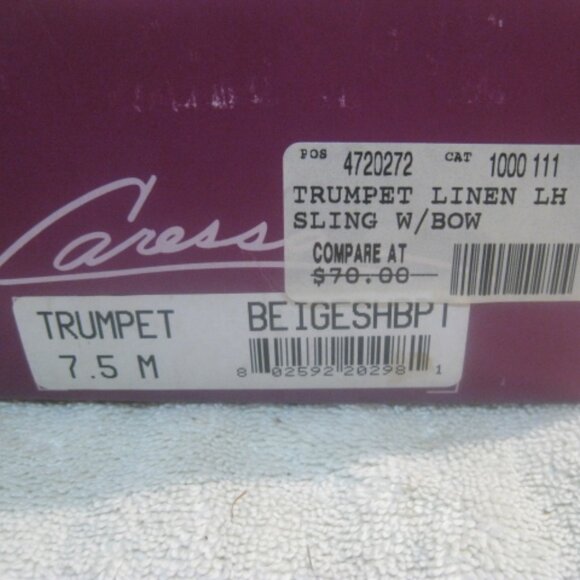 POS 4720272 CAT 1000 111
TRUMPET LINEN LH
SLING W/BOW
COMPARE AT
$70.00
Caress
TRUMPET BEIGESHBPT
7.5 M
8 02592 20298 1